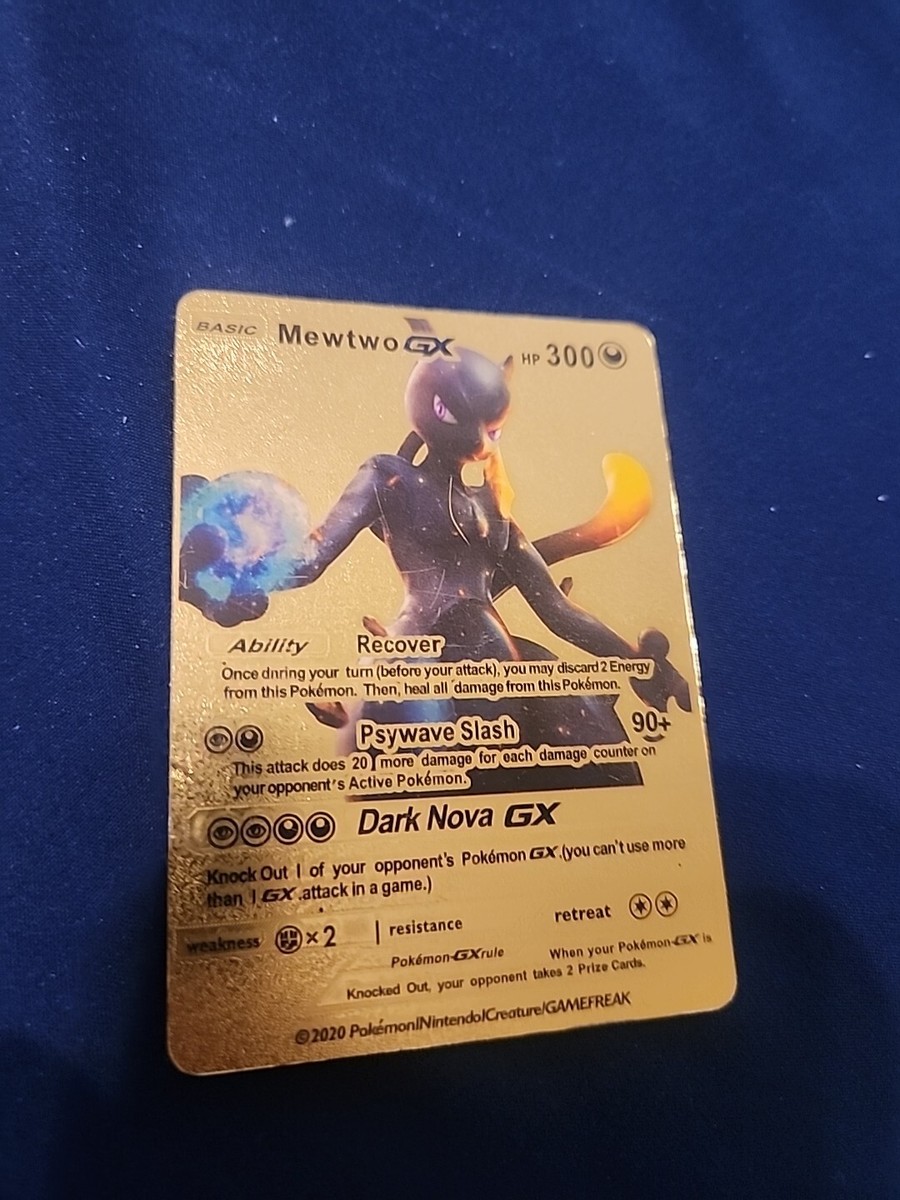 BASIC Mewtwo GX HP 300
Ability Recover
Once dnring your turn (before your attack), you may discard 2 Energy
from this Pokémon. Then, heal all damage from this Pokémon.
Psywave Slash 90+
This attack does 20 more damage for each damage counter on
your opponent's Active Pokémon.
Dark Nova GX
Knock Out 1 of your opponent's Pokémon GX.(you can't use more
than 1 GX.attack in a game.)
weakness ×2 resistance retreat
Pokémon-GXrule When your Pokémon-GX is
Knocked Out, your opponent takes 2 Prize Cards.
©2020 Pokémon/Nintendo/Creature/GAMEFREAK